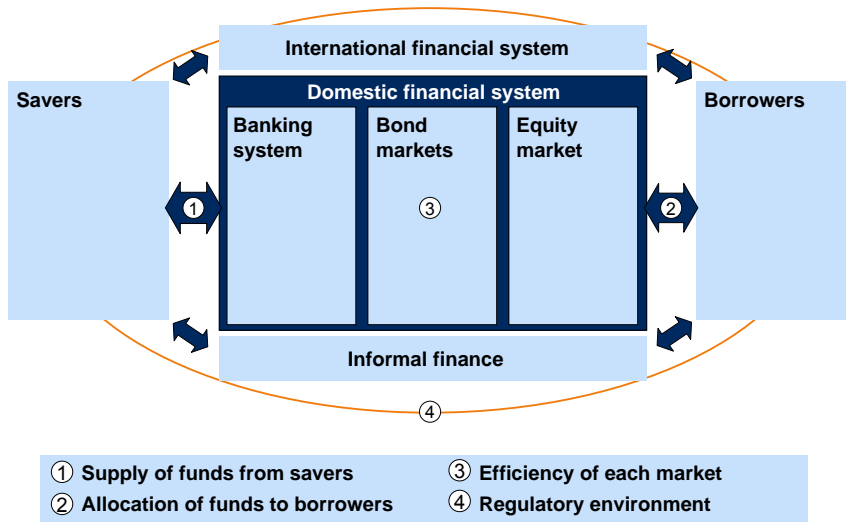 International financial system
Savers
Domestic financial system
Borrowers
Banking
system
Bond
markets
Equity
market
1
3
2
Informal finance
4
1 Supply of funds from savers
2 Allocation of funds to borrowers
3 Efficiency of each market
4 Regulatory environment